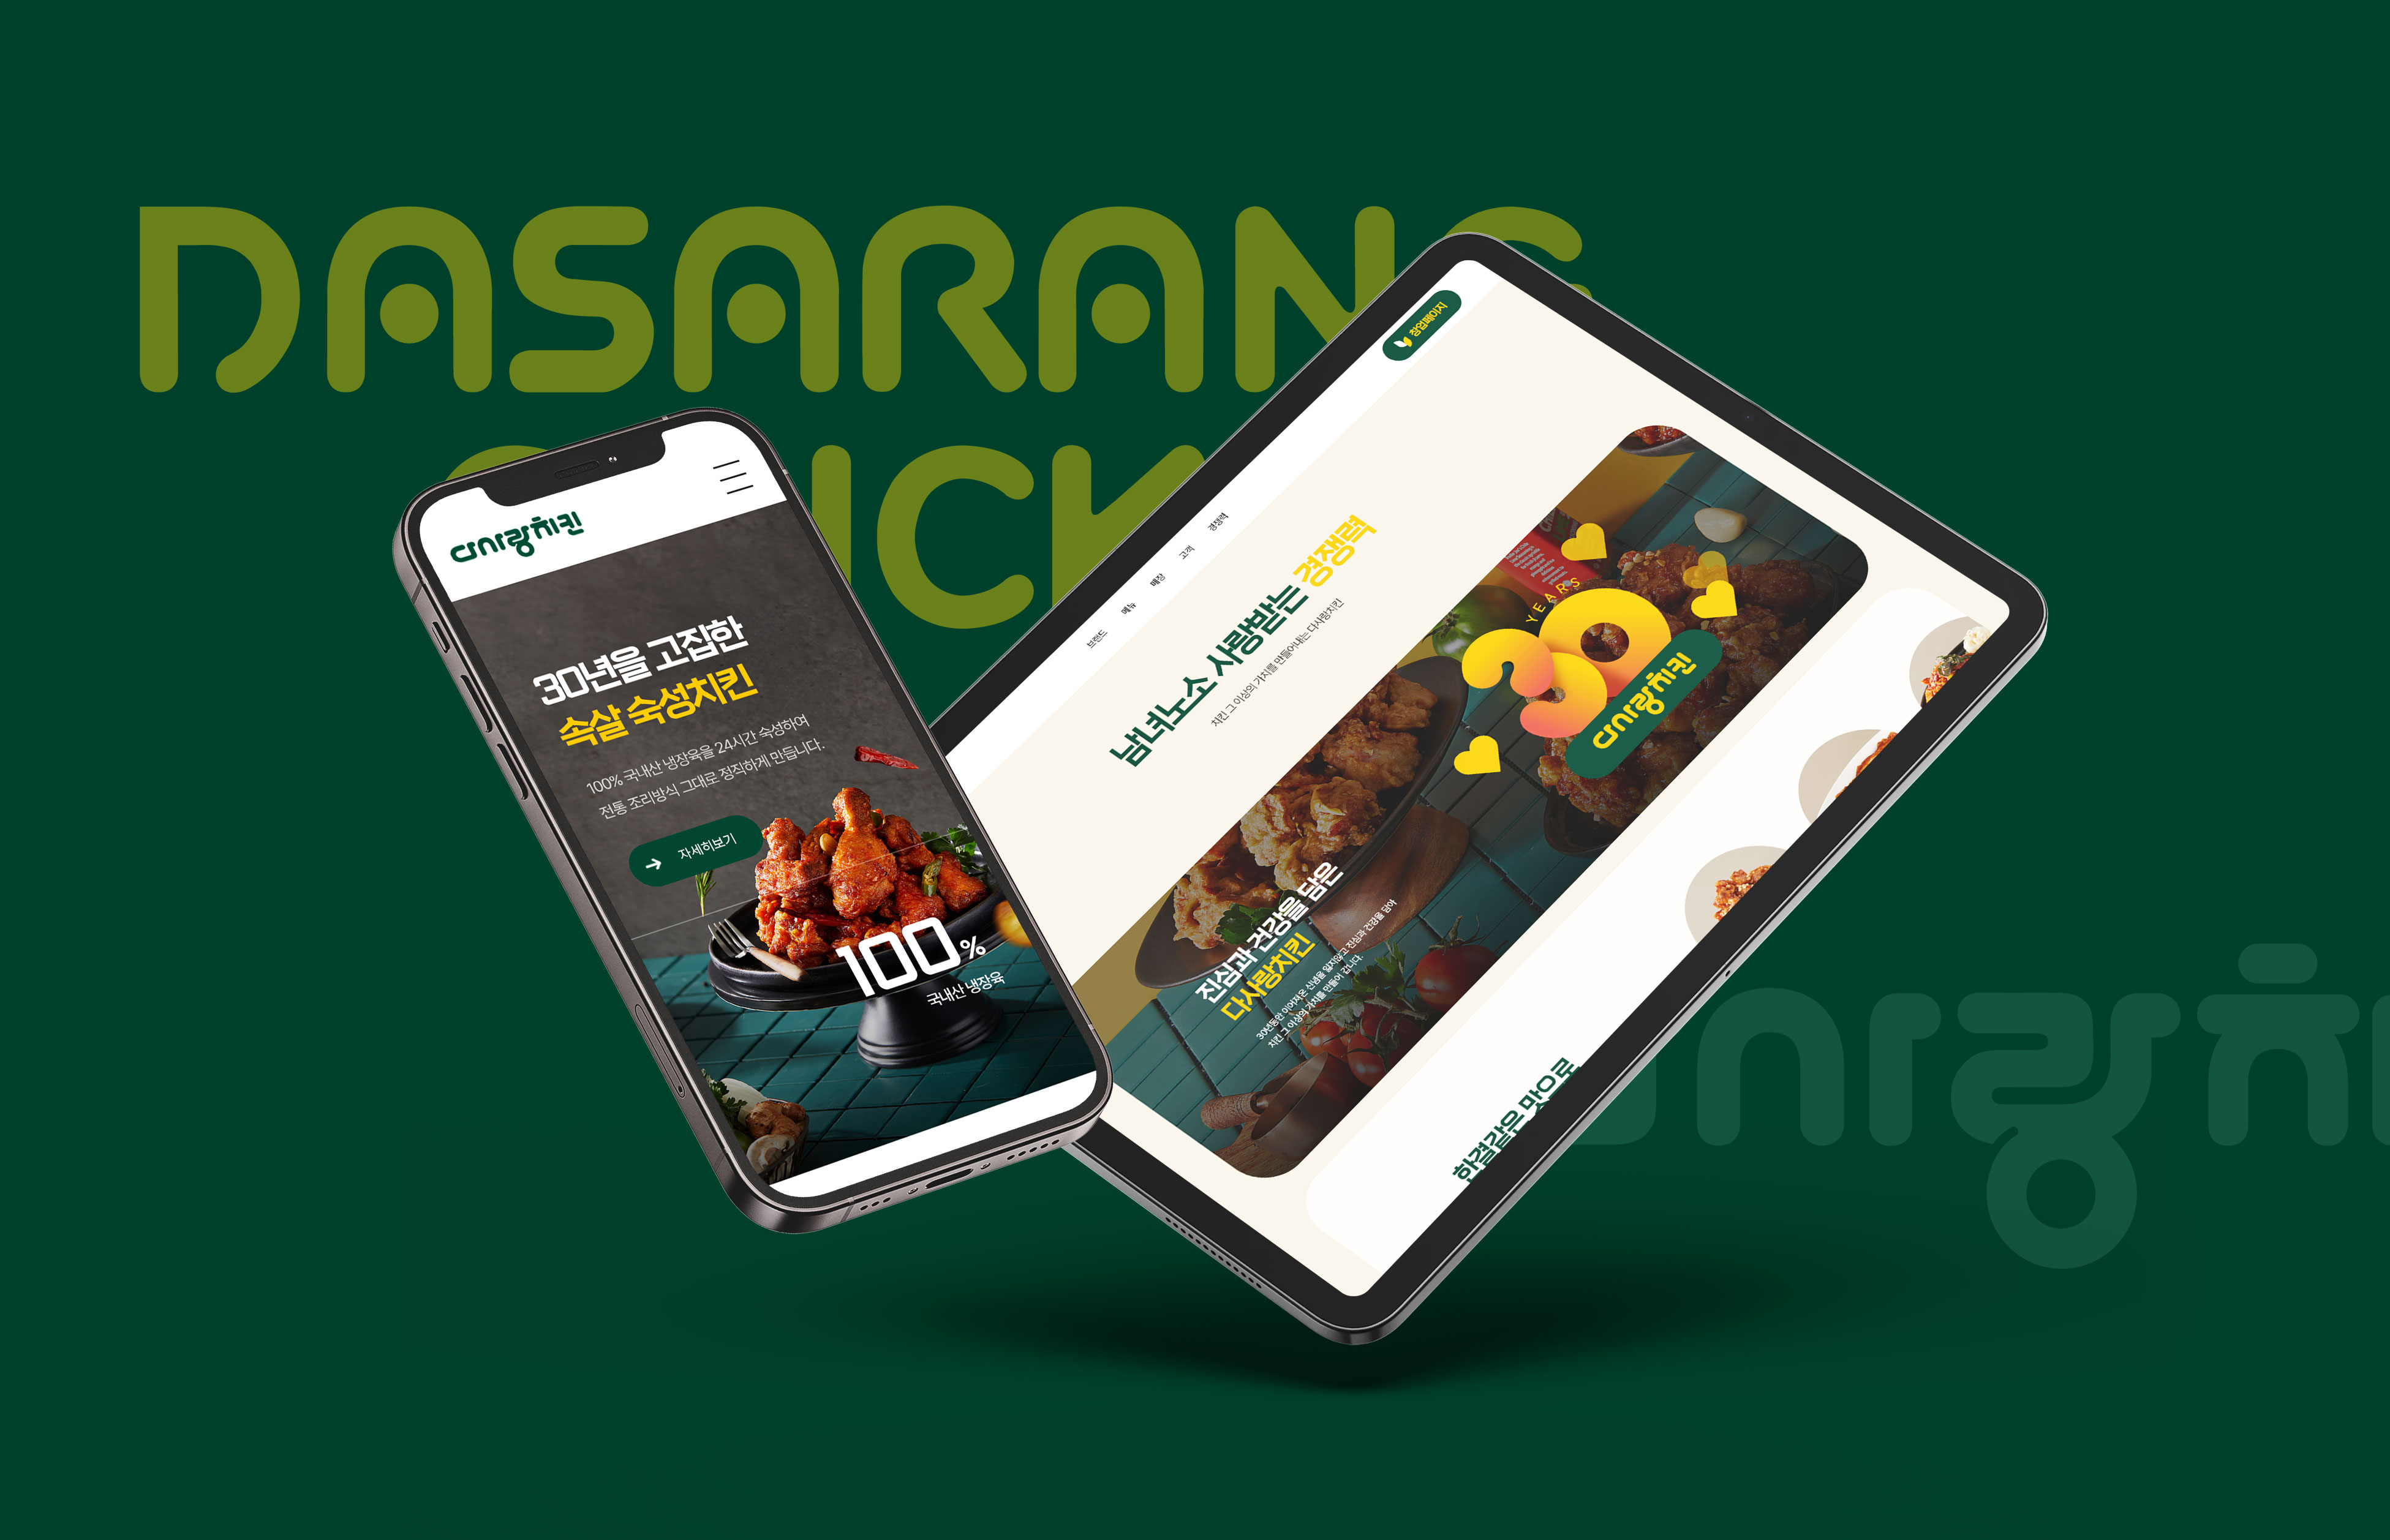 DASARANG
CHICK
다사랑치킨
30년을 고집한
속살 숙성치킨
100% 국내산 냉장육을 24시간 숙성하여
전통 조리방식 그대로 정직하게 만듭니다.
자세히보기
100%
국내산 냉장육
창업페이지
브랜드 메뉴 매장 고객 경쟁력
남녀노소 사랑받는 경쟁력
치킨 그 이상의 가치를 만들어내는 다사랑치킨
YEARS
30
다사랑치킨
진심과 건강을 담은
다사랑치킨
30년동안 이어져온 신념을 잃지않고 진심과 건강을 담아
치킨 그 이상의 가치를 만들어 갑니다.
한결같은 맛으로
사랑치